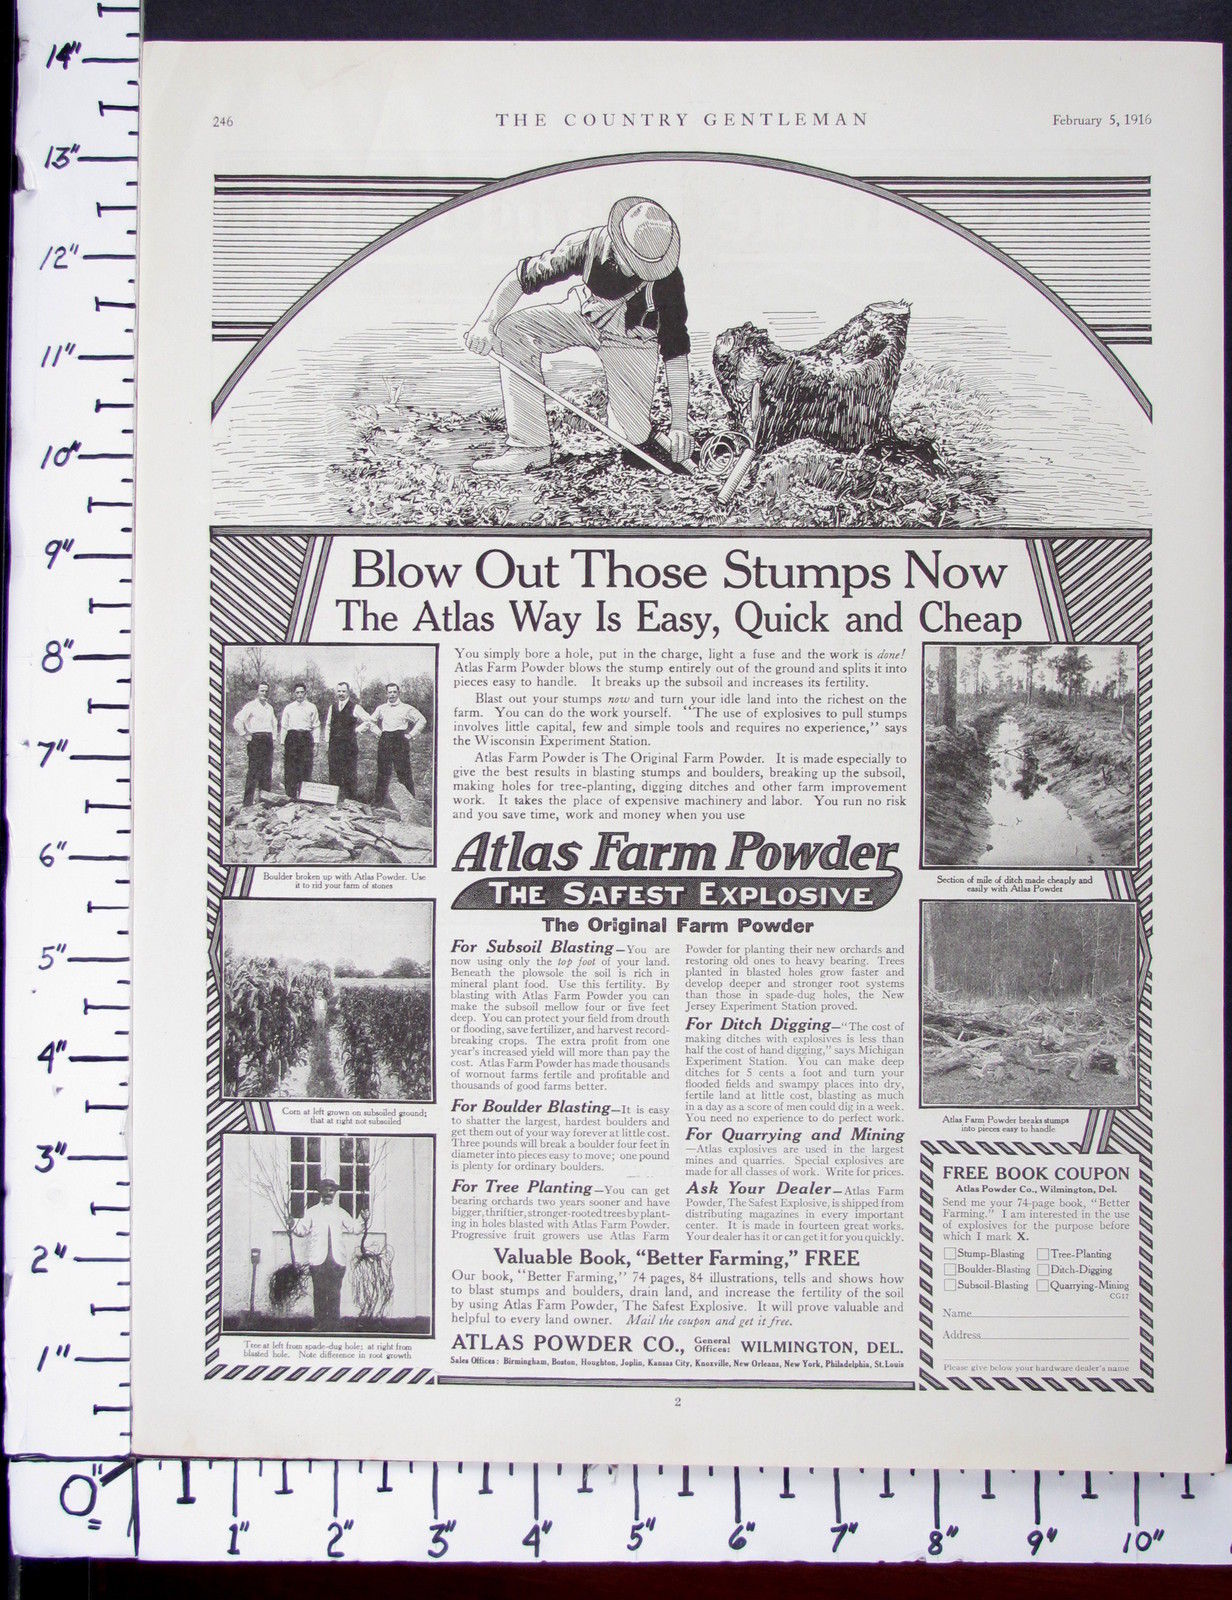 14"
13"
12"
11"
10"
9"
8"
7"
6"
5"
4"
3"
2"
1"
0"
1"
2"
3"
4"
5"
6"
7"
8"
9"
10"
246
THE COUNTRY GENTLEMAN
February 5, 1916
Blow Out Those Stumps Now
The Atlas Way Is Easy, Quick and Cheap
You simply bore a hole, put in the charge, light a fuse and the work is done!
Atlas Farm Powder blows the stump entirely out of the ground and splits it into
pieces easy to handle. It breaks up the subsoil and increases its fertility.
Blast out your stumps now and turn your idle land into the richest on the
farm. You can do the work yourself. "The use of explosives to pull stumps
involves little capital, few and simple tools and requires no experience," says
the Wisconsin Experiment Station.
Atlas Farm Powder is The Original Farm Powder. It is made especially to
give the best results in blasting stumps and boulders, breaking up the subsoil,
making holes for tree-planting, digging ditches and other farm improvement
work. It takes the place of expensive machinery and labor. You run no risk
and you save time, work and money when you use
Atlas Farm Powder
THE SAFEST EXPLOSIVE
The Original Farm Powder
For Subsoil Blasting—You are
now using only the top foot of your land.
Beneath the plowsole the soil is rich in
mineral plant food. Use this fertility. By
blasting with Atlas Farm Powder you can
make the subsoil mellow four or five feet
deep. You can protect your field from drouth
or flooding, save fertilizer, and harvest record-
breaking crops. The extra profit from one
year's increased yield will more than pay the
cost. Atlas Farm Powder has made thousands
of wornout farms fertile and profitable and
thousands of good farms better.
For Boulder Blasting—It is easy
to shatter the largest, hardest boulders and
get them out of your way forever at little cost.
Three pounds will break a boulder four feet in
diameter into pieces easy to move; one pound
is plenty for ordinary boulders.
For Tree Planting—You can get
bearing orchards two years sooner and have
bigger, thriftier, stronger-rooted trees by plant-
ing in holes blasted with Atlas Farm Powder.
Progressive fruit growers use Atlas Farm
Powder for planting their new orchards and
restoring old ones to heavy bearing. Trees
planted in blasted holes grow faster and
develop deeper and stronger root systems
than those in spade-dug holes, the New
Jersey Experiment Station proved.
For Ditch Digging—"The cost of
making ditches with explosives is less than
half the cost of hand digging," says Michigan
Experiment Station. You can make deep
ditches for 5 cents a foot and turn your
flooded fields and swampy places into dry,
fertile land at little cost, blasting as much
in a day as a score of men could dig in a week.
You need no experience to do perfect work.
For Quarrying and Mining
—Atlas explosives are used in the largest
mines and quarries. Special explosives are
made for all classes of work. Write for prices.
Ask Your Dealer—Atlas Farm
Powder, The Safest Explosive, is shipped from
distributing magazines in every important
center. It is made in fourteen great works.
Your dealer has it or can get it for you quickly.
Valuable Book, "Better Farming," FREE
Our book, "Better Farming," 74 pages, 84 illustrations, tells and shows how
to blast stumps and boulders, drain land, and increase the fertility of the soil
by using Atlas Farm Powder, The Safest Explosive. It will prove valuable and
helpful to every land owner. Mail the coupon and get it free.
ATLAS POWDER CO., General Offices: WILMINGTON, DEL.
Sales Offices: Birmingham, Boston, Houghton, Joplin, Kansas City, Knoxville, New Orleans, New York, Philadelphia, St. Louis
Boulder broken up with Atlas Powder. Use
it to rid your farm of stones
Corn at left grown on subsoiled ground;
that at right not subsoiled
Tree at left from spade-dug hole; at right from
blasted hole. Note difference in root growth
Section of mile of ditch made cheaply and
easily with Atlas Powder
Atlas Farm Powder breaks stumps
into pieces easy to handle
FREE BOOK COUPON
Atlas Powder Co., Wilmington, Del.
Send me your 74-page book, "Better
Farming." I am interested in the use
of explosives for the purpose before
which I mark X.
Stump-Blasting Tree-Planting
Boulder-Blasting Ditch-Digging
Subsoil-Blasting Quarrying-Mining
CG17
Name
Address
Please give below your hardware dealer's name
2